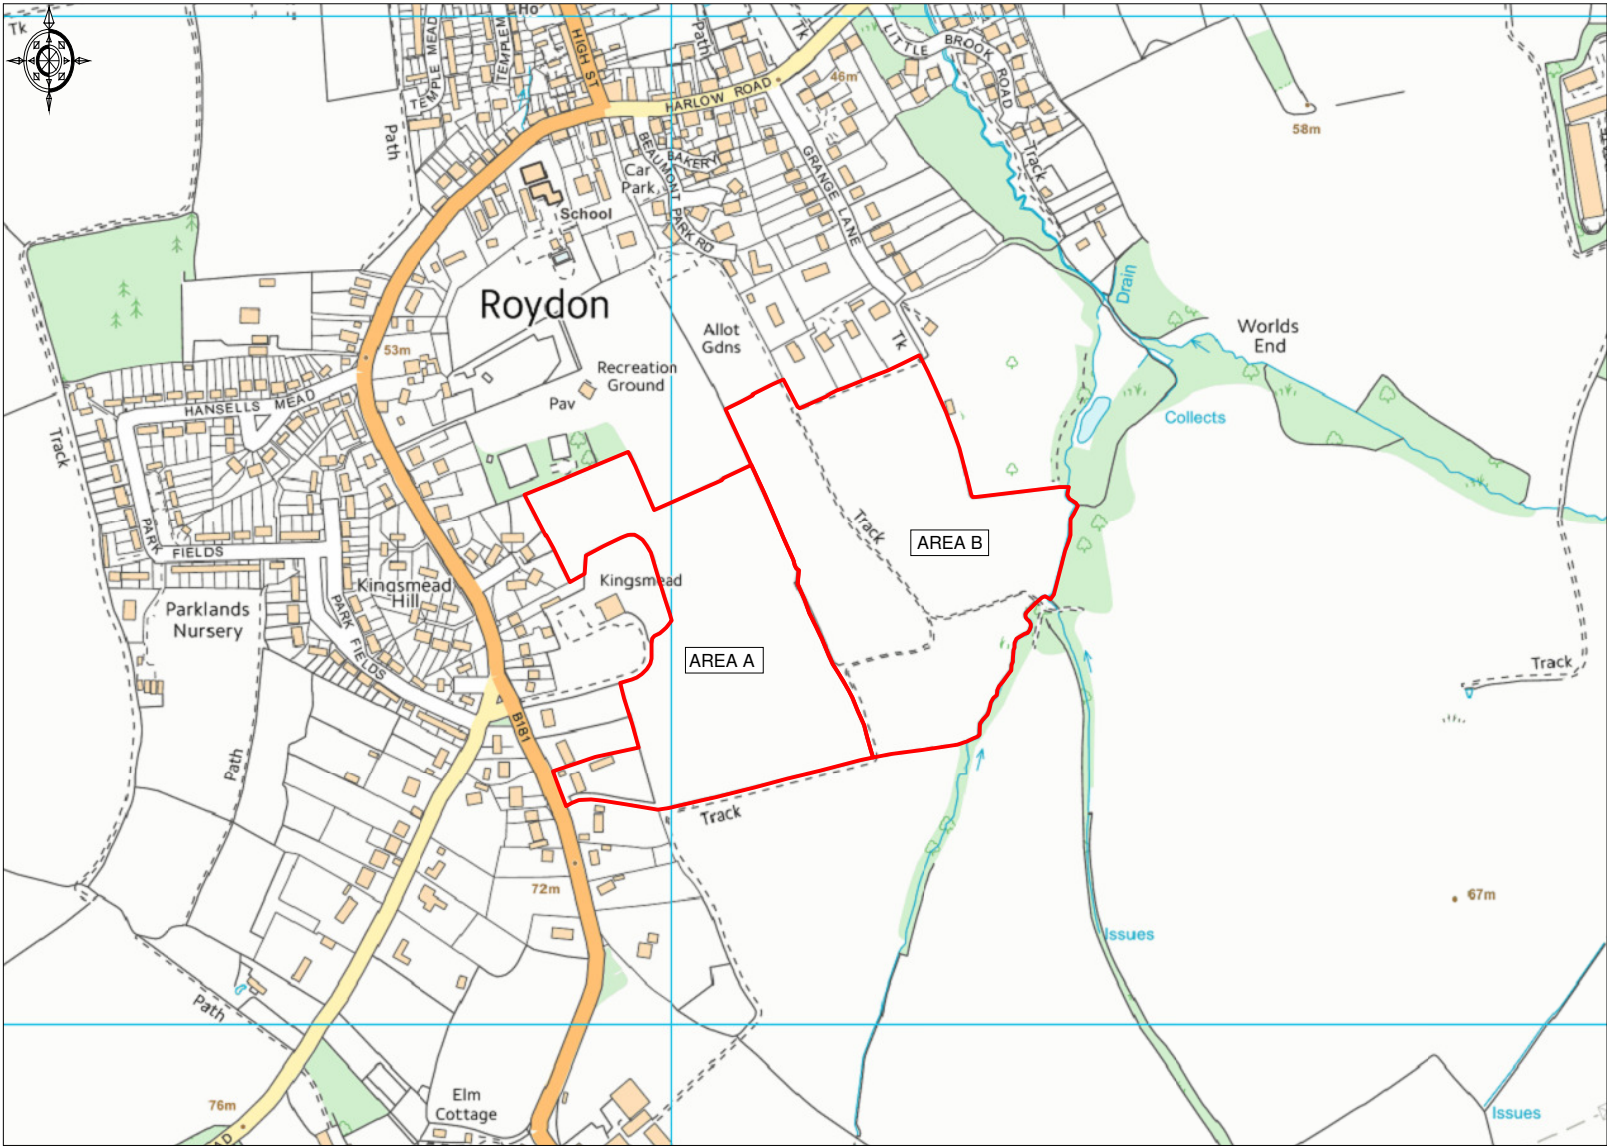 Tk
Ho
TEMPLE MEAD
TEMPLEM
HIGH ST
Path
Tk
LITTLE BROOK ROAD
46m
HARLOW ROAD
58m
Path
BEAUMONT PARK RD
BAKERY
Car
Park
GRANGE LANE
Track
School
Drain
Roydon
Allot
Gdns
Tk
Worlds
End
53m
Recreation
Ground
Pav
HANSELLS MEAD
Collects
Track
PARK FIELDS
Track
AREA B
Kingsmead
Hill
Kingsmead
Parklands
Nursery
PARK FIELDS
AREA A
Track
B181
Path
Track
72m
67m
Issues
Path
76m
Elm
Cottage
Issues
AD